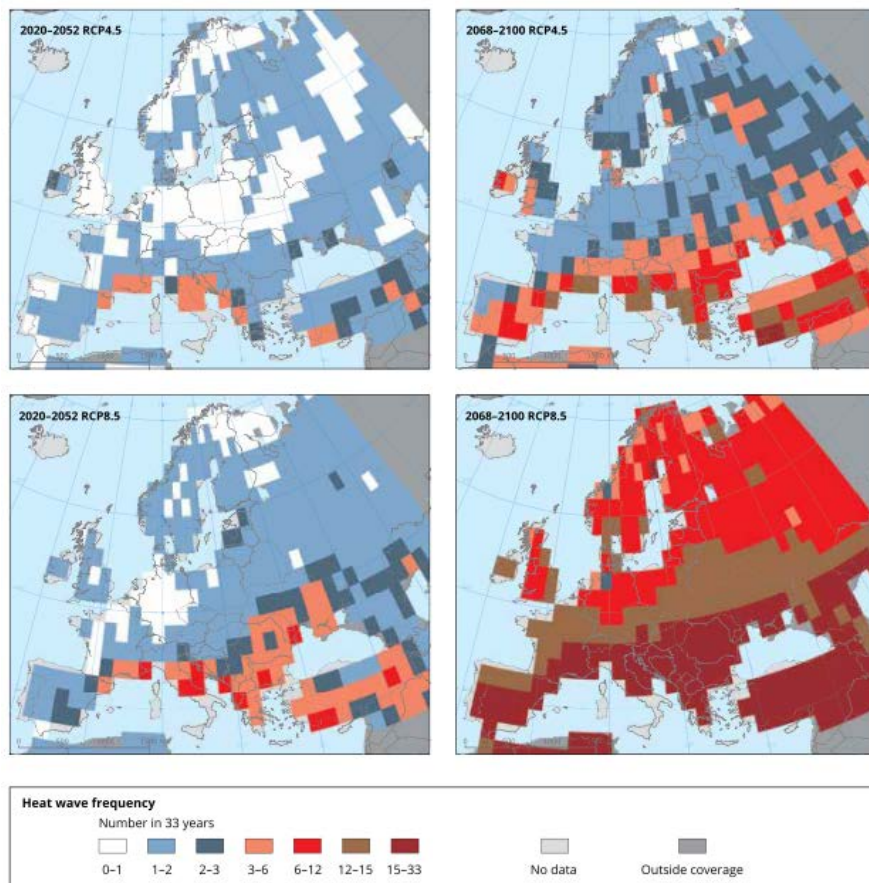 2020–2052 RCP4.5
2068–2100 RCP4.5
2020–2052 RCP8.5
2068–2100 RCP8.5
Heat wave frequency
Number in 33 years
0–1 1–2 2–3 3–6 6–12 12–15 15–33 No data Outside coverage